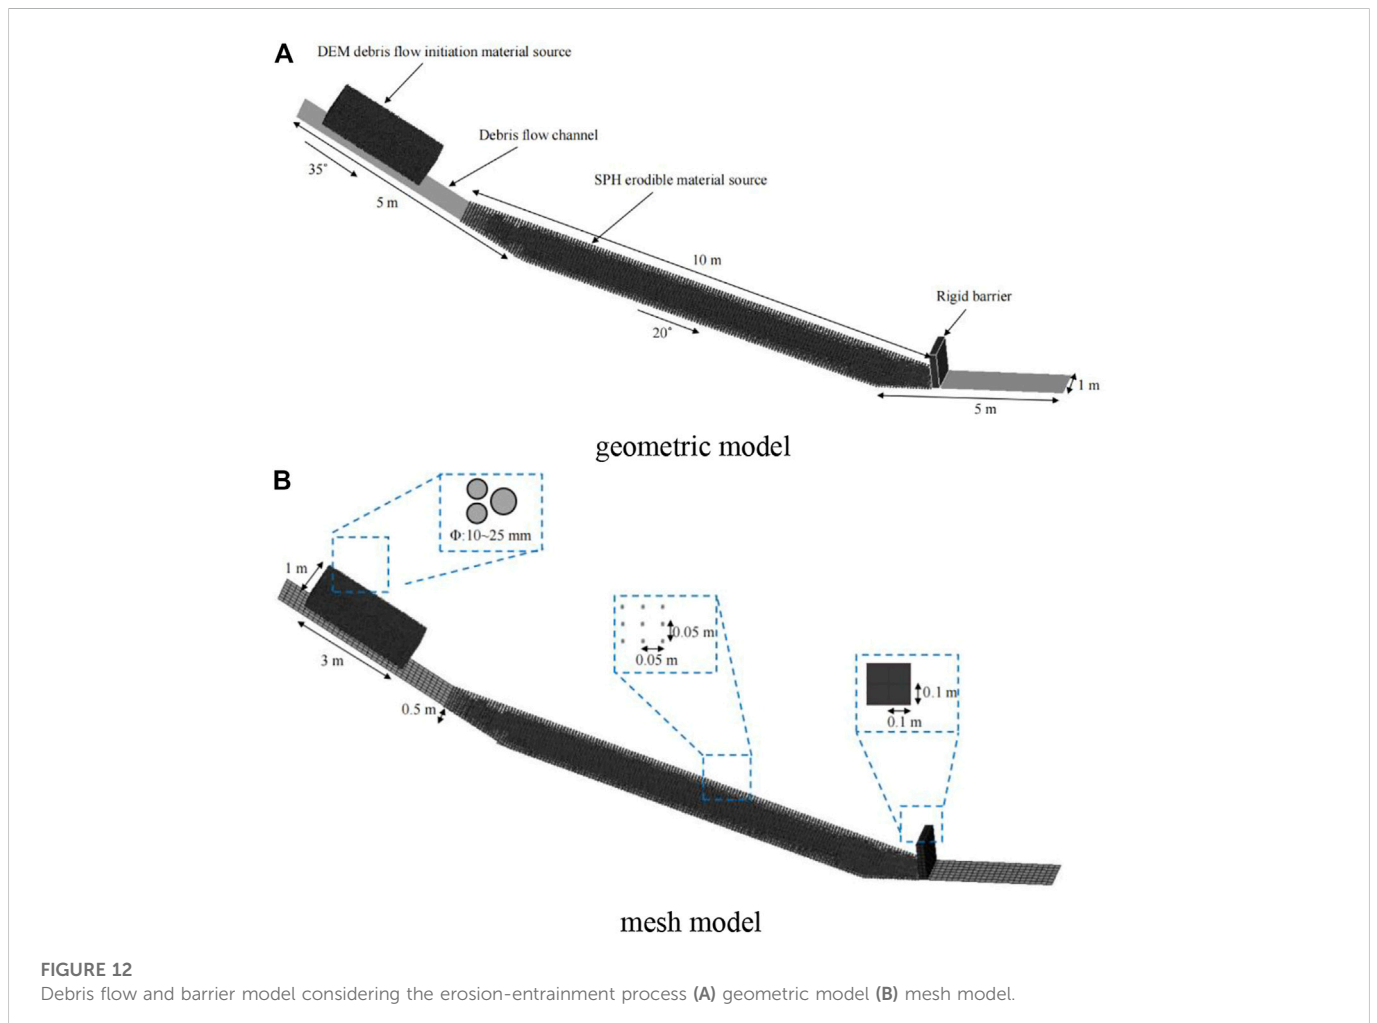 A
DEM debris flow initiation material source
Debris flow channel
SPH erodible material source
35°
5 m
10 m
Rigid barrier
20°
1 m
5 m
geometric model
B
Φ:10~25 mm
1 m
0.05 m
3 m
0.05 m
0.1 m
0.5 m
0.1 m
mesh model
FIGURE 12
Debris flow and barrier model considering the erosion-entrainment process (A) geometric model (B) mesh model.